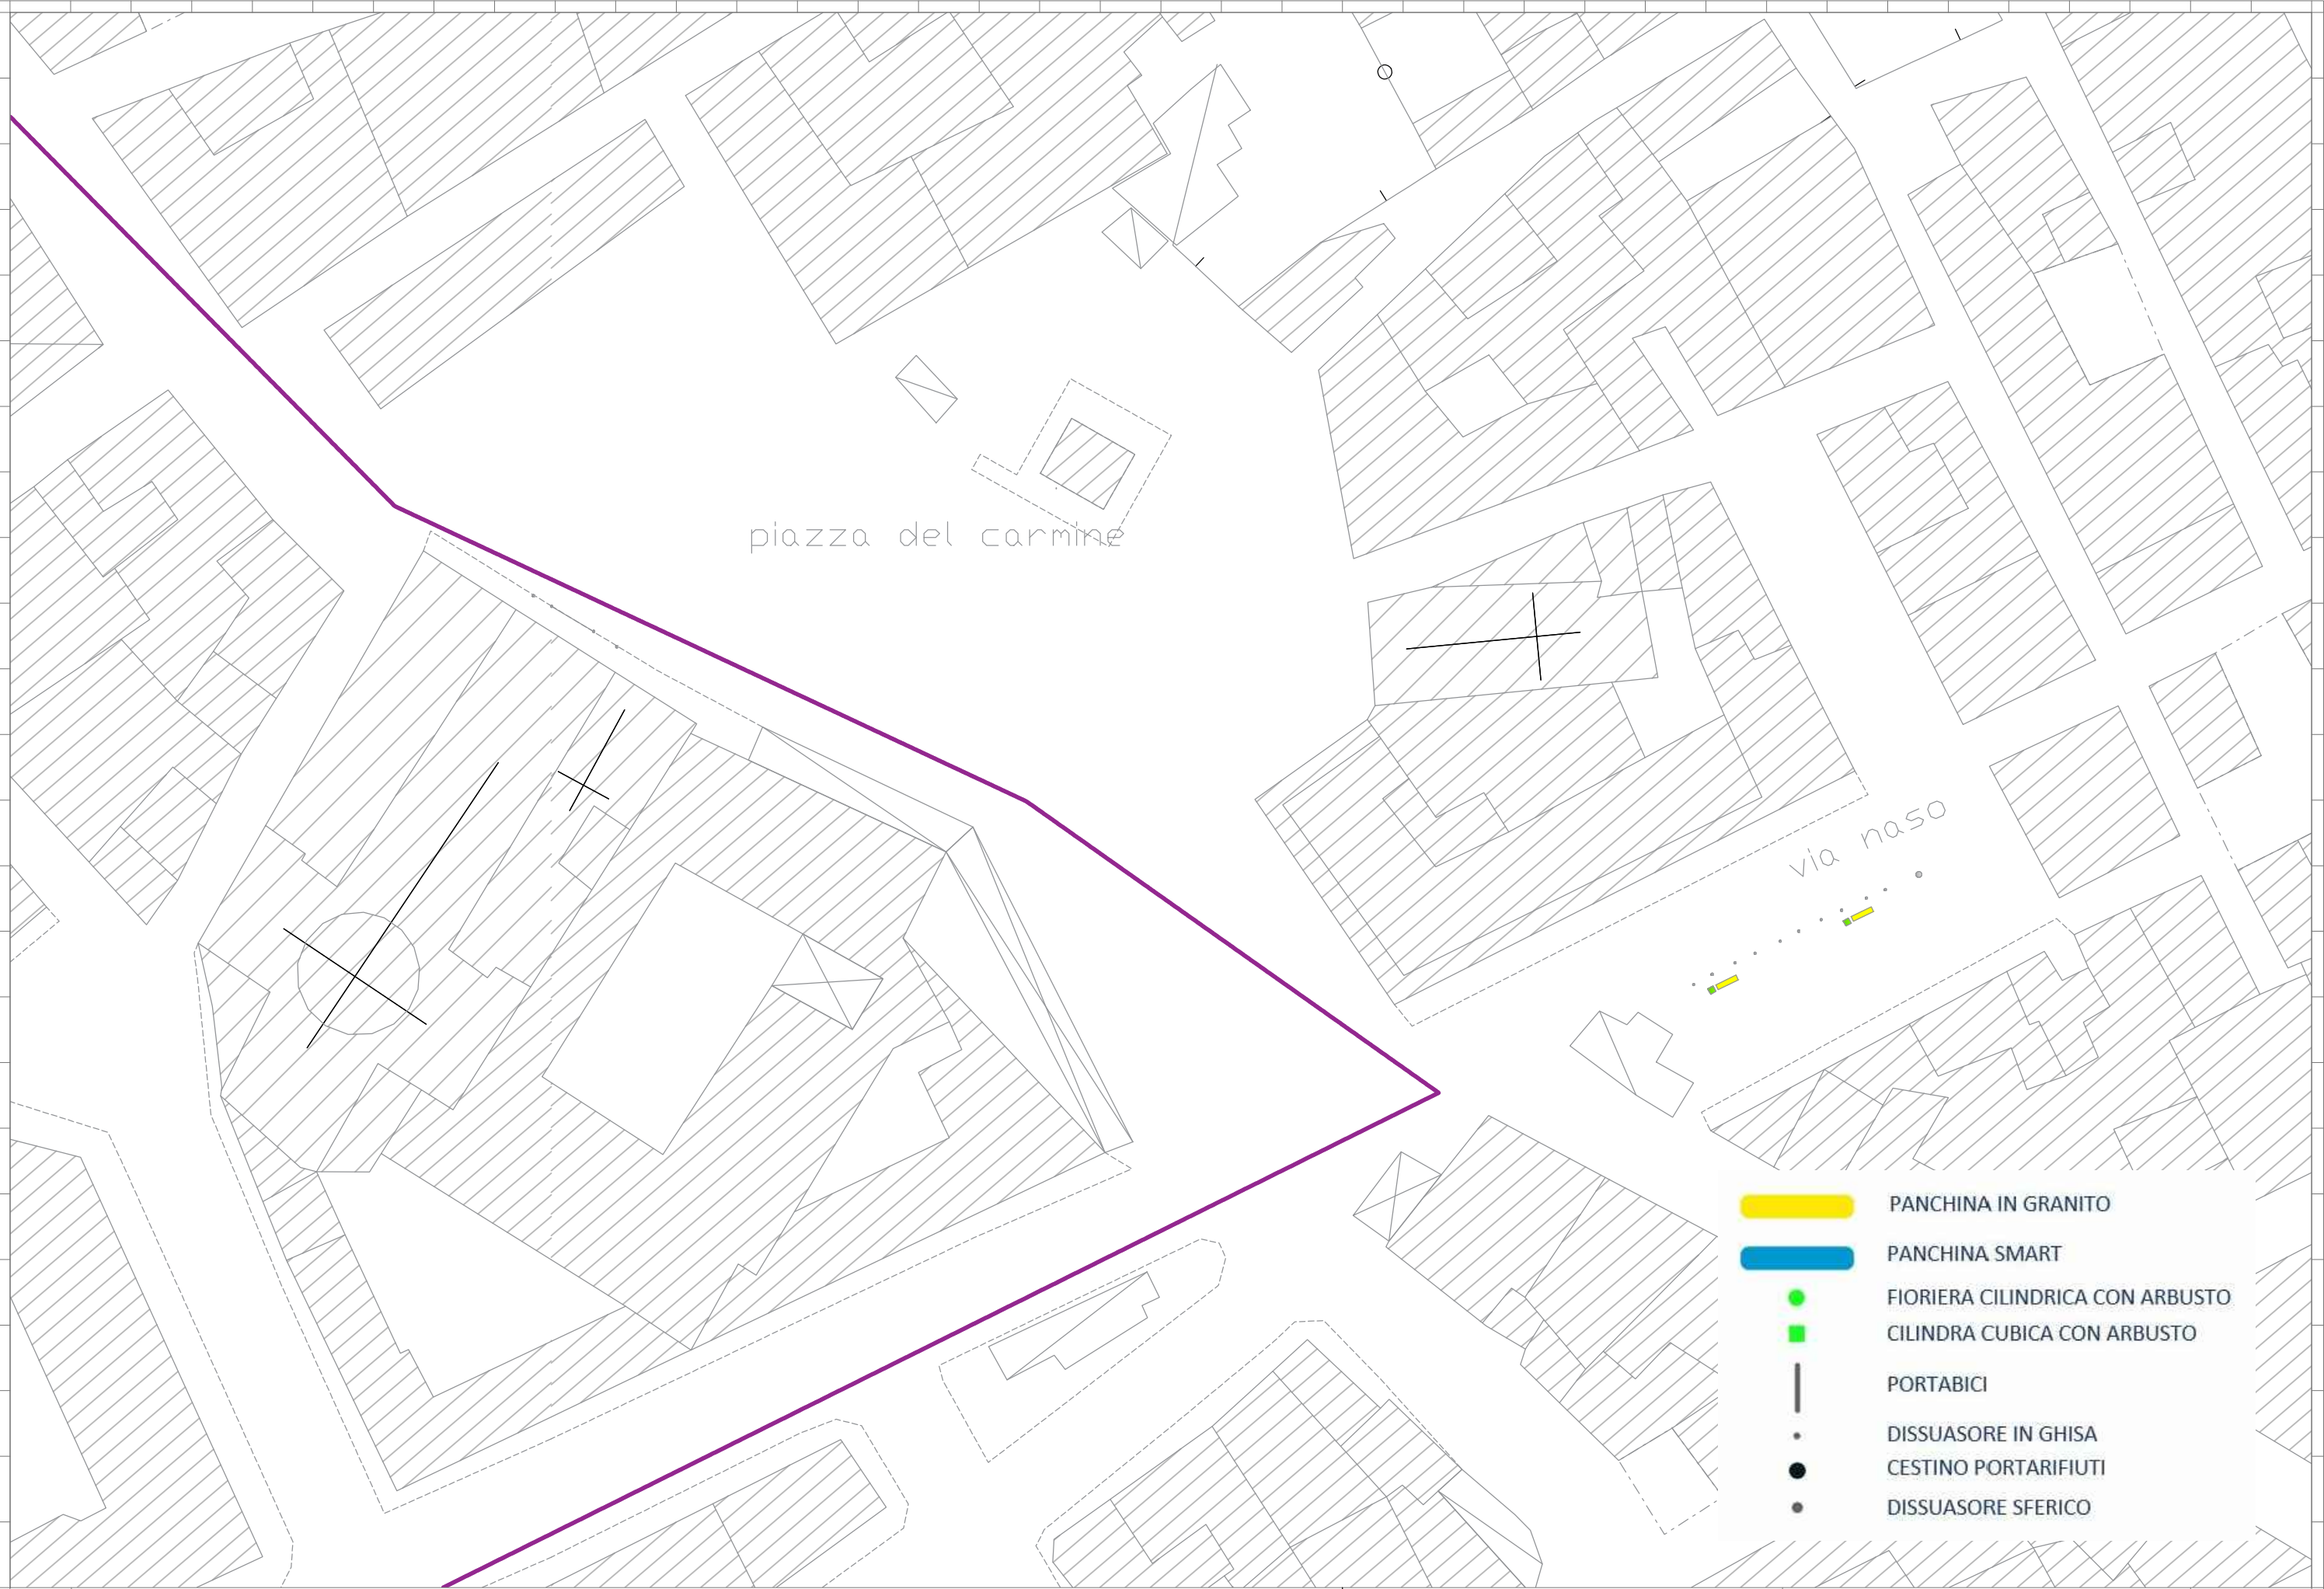 piazza del carmine
via naso
PANCHINA IN GRANITO
PANCHINA SMART
FIORIERA CILINDRICA CON ARBUSTO
CILINDRA CUBICA CON ARBUSTO
PORTABICI
DISSUASORE IN GHISA
CESTINO PORTARIFIUTI
DISSUASORE SFERICO